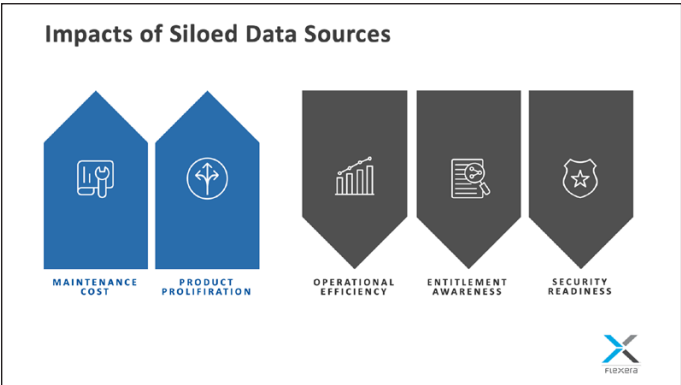 Impacts of Siloed Data Sources
MAINTENANCE
COST
PRODUCT
PROLIFIRATION
OPERATIONAL
EFFICIENCY
ENTITLEMENT
AWARENESS
SECURITY
READINESS
FLEXERA